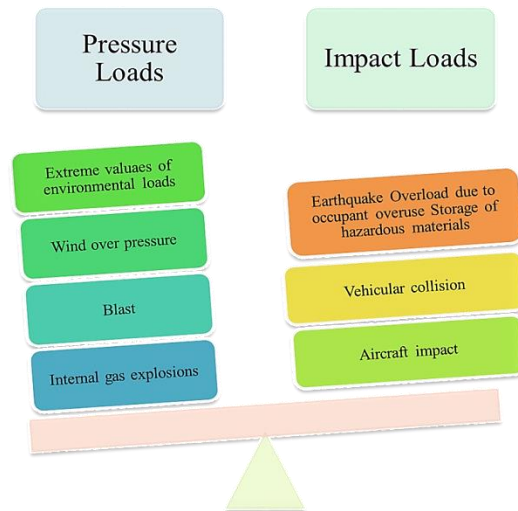 Pressure
Loads
Impact Loads
Extreme valuaes of
environmental loads
Wind over pressure
Blast
Internal gas explosions
Earthquake Overload due to
occupant overuse Storage of
hazardous materials
Vehicular collision
Aircraft impact